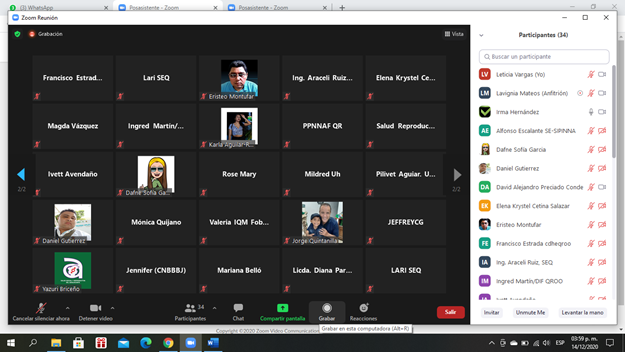 (3) WhatsApp
Posasistente - Zoom
Posasistente - Zoom
Zoom Reunión
Grabación
Vista
Francisco Estrad...
Lari SEQ
Eristeo Montufar
Ing. Araceli Ruiz...
Elena Krystel Ce...
Magda Vázquez
Ingred Martin/...
Karla Aguilar-R...
PPNNAF QR
Salud Reproduc...
Ivett Avendaño
Dafne Sofía Ga...
Rose Mary
Mildred Uh
Pilivet Aguiar. U...
2/2
2/2
Daniel Gutierrez
Mónica Quijano
Valeria IQM Fob...
Jorge Quintanilla
JEFFREYCG
Yazuri Briceño
Jennifer (CNBBBJ)
Mariana Belló
Licda. Diana Par...
LARI SEQ
Cancelar silenciar ahora
Detener video
34
Participantes
Chat
Compartir pantalla
Grabar
Reacciones
Salir
Grabar en esta computadora (Alt+R)
Participantes (34)
Buscar un participante
LV Leticia Vargas (Yo)
LM Lavignia Mateos (Anfitrión)
Irma Hernández
AE Alfonso Escalante SE-SIPINNA
Dafne Sofía García
Daniel Gutierrez
DA David Alejandro Preciado Conde
EK Elena Krystel Cetina Salazar
Eristeo Montufar
FE Francisco Estrada cdheqroo
IA Ing. Araceli Ruiz, SEQ
IM Ingred Martin/DIF QROO
IA Ivett Avendaño
Invitar
Unmute Me
Levantar la mano
Copyright ©2020 Zoom Video Communications
ESP
03:59 p. m.
14/12/2020